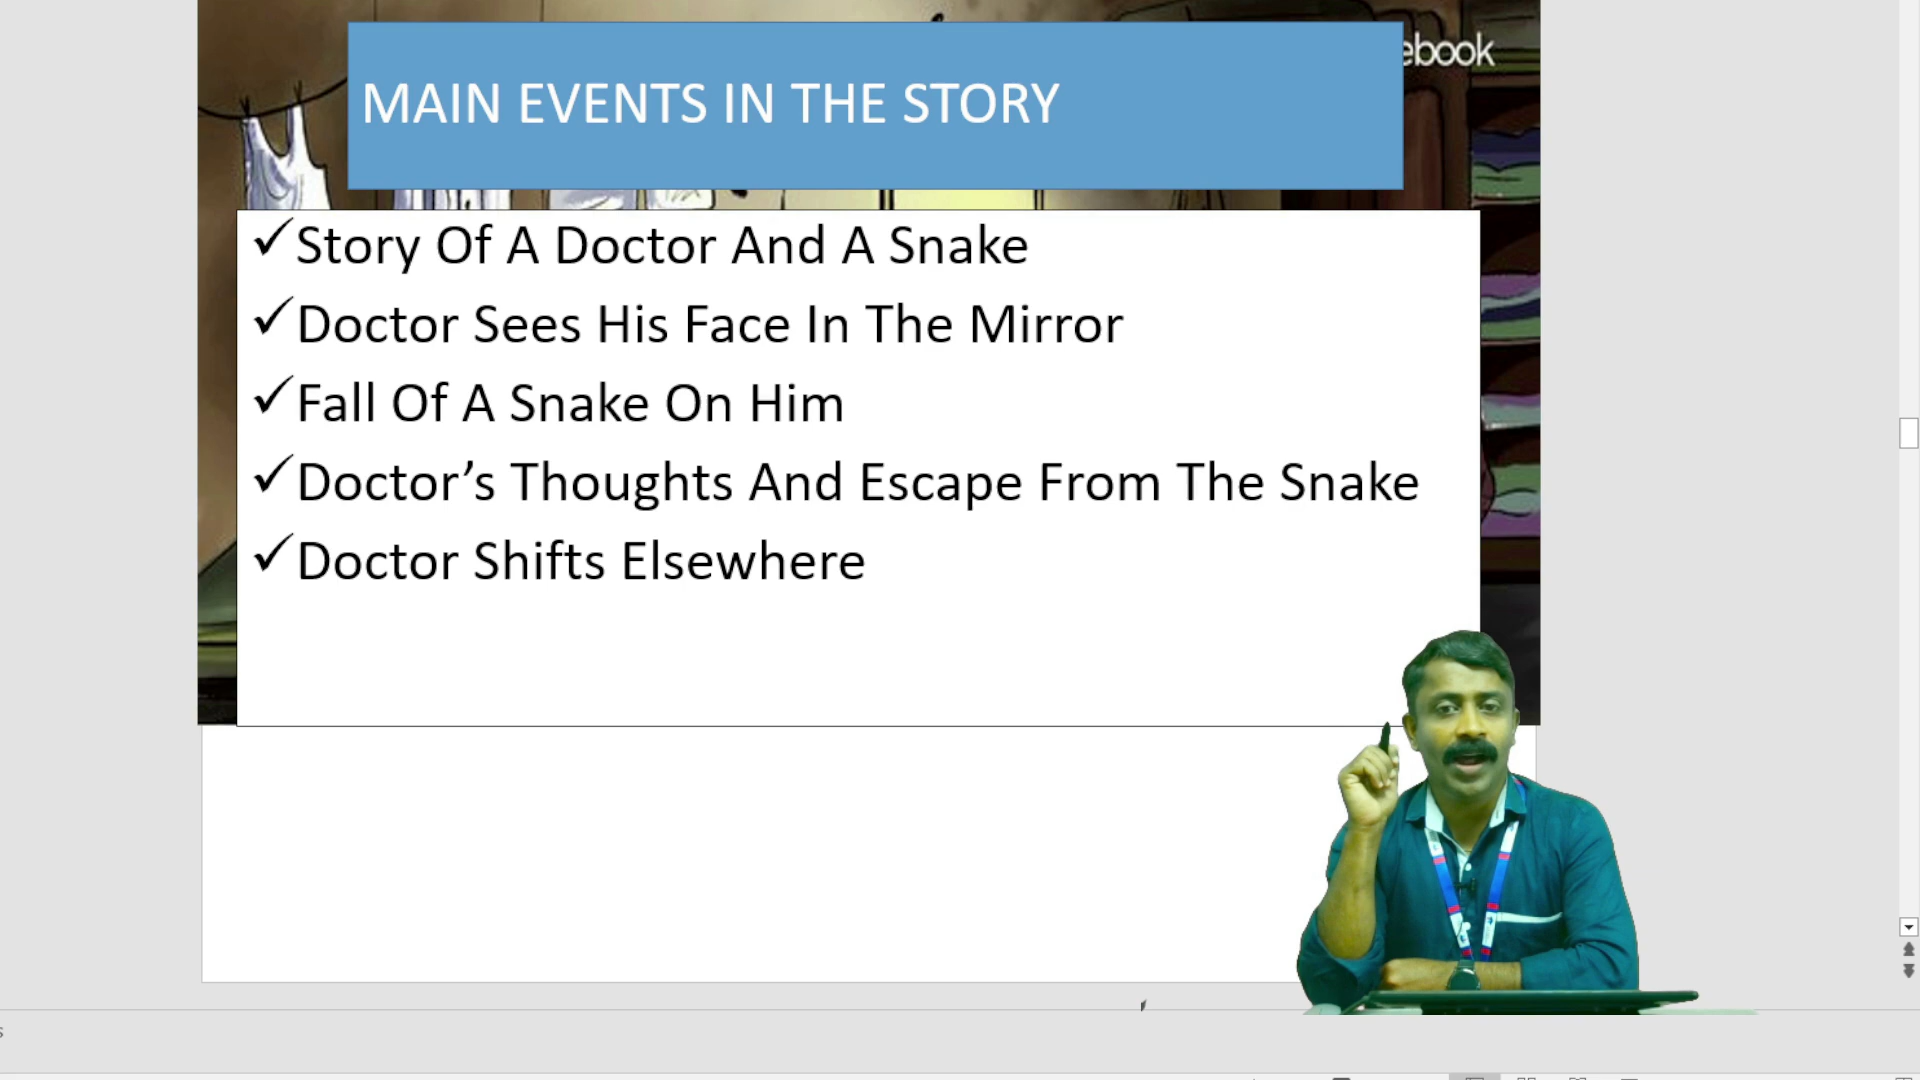 ebook
MAIN EVENTS IN THE STORY
✓Story Of A Doctor And A Snake
✓Doctor Sees His Face In The Mirror
✓Fall Of A Snake On Him
✓Doctor’s Thoughts And Escape From The Snake
✓Doctor Shifts Elsewhere
s